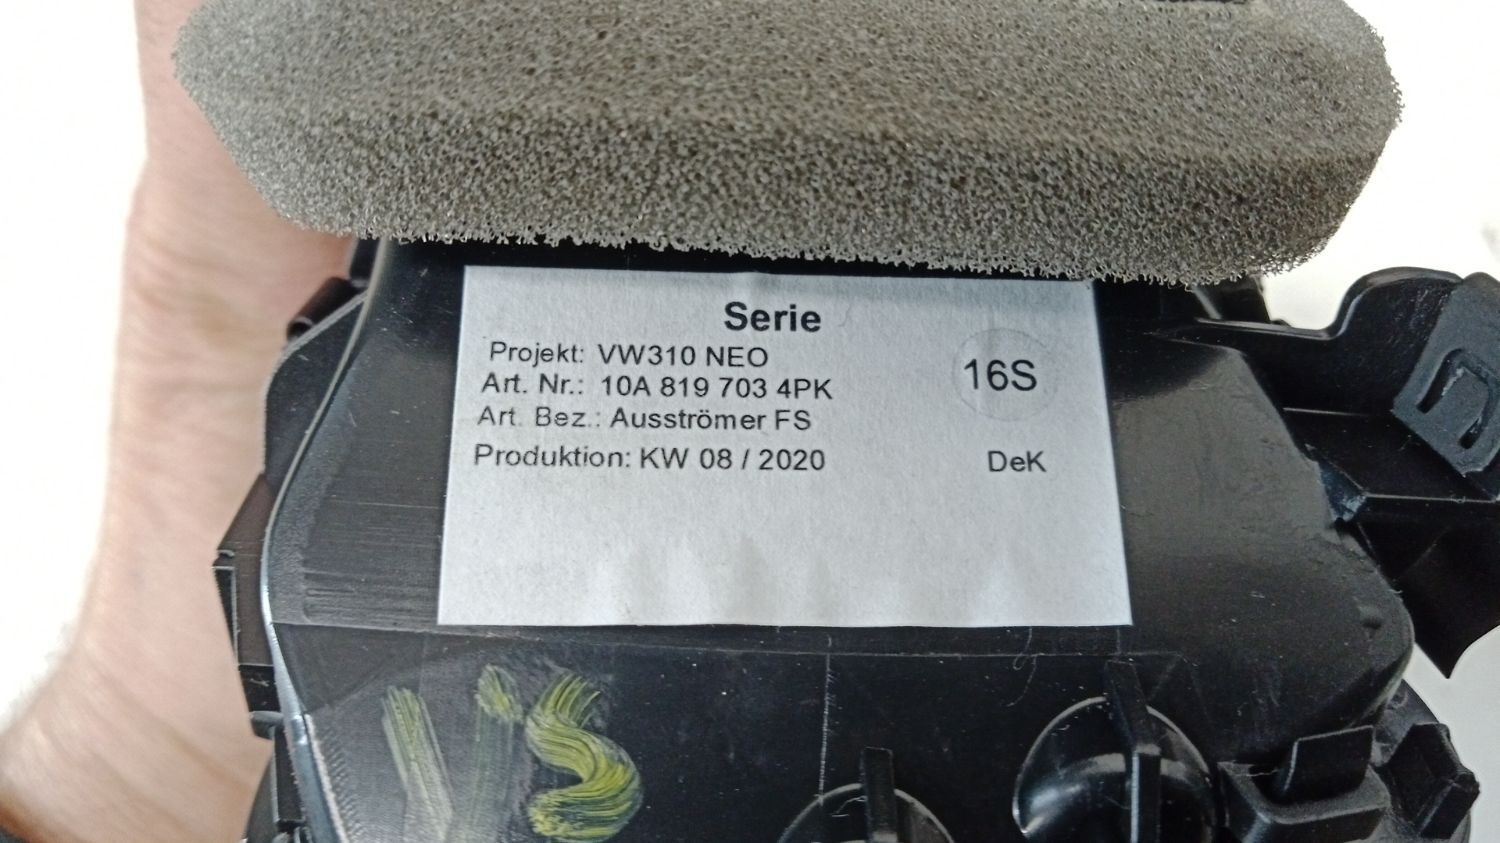 Serie
Projekt: VW310 NEO
Art. Nr.: 10A 819 703 4PK
16S
Art. Bez.: Ausströmer FS
Produktion: KW 08 / 2020
DeK